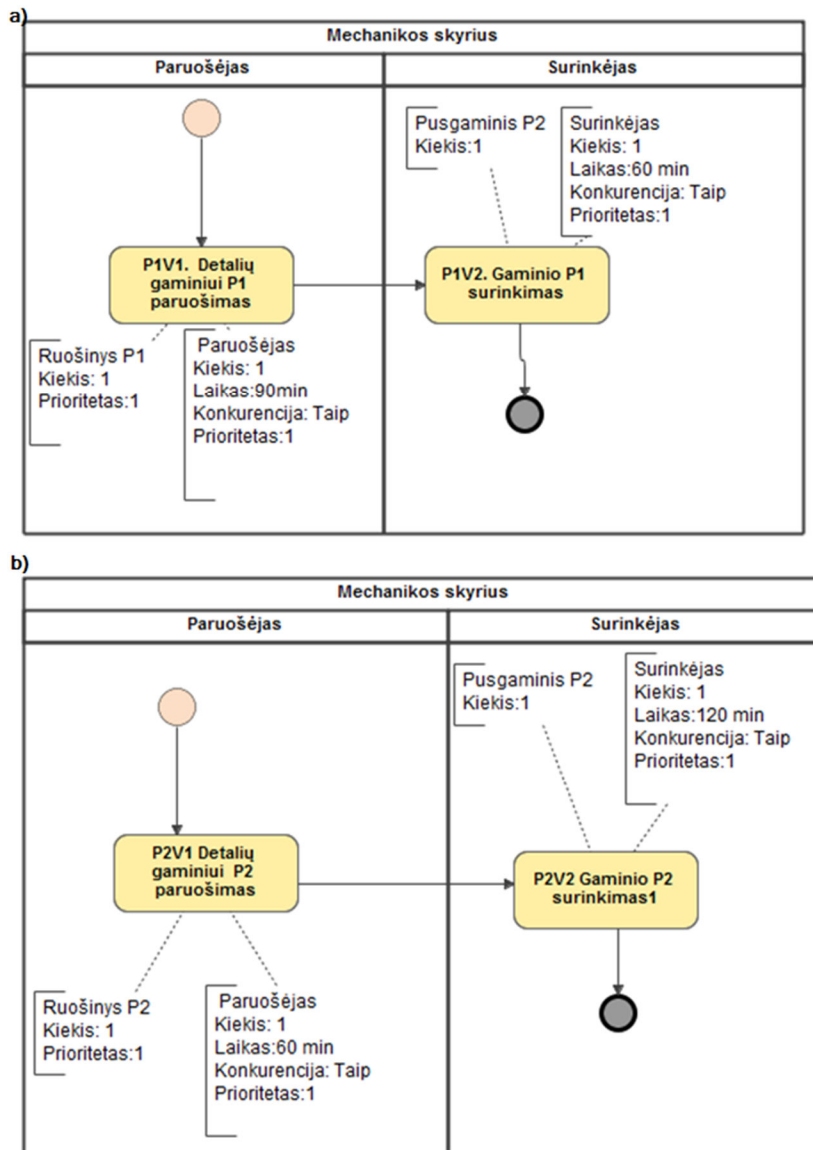 a)
Mechanikos skyrius
Paruošėjas
Surinkėjas
Pusgaminis P2
Kiekis:1
Surinkėjas
Kiekis: 1
Laikas:60 min
Konkurencija: Taip
Prioritetas:1
P1V1. Detalių
gaminiui P1
paruošimas
P1V2. Gaminio P1
surinkimas
Ruošinys P1
Kiekis: 1
Prioritetas:1
Paruošėjas
Kiekis: 1
Laikas:90min
Konkurencija: Taip
Prioritetas:1
b)
Mechanikos skyrius
Paruošėjas
Surinkėjas
Pusgaminis P2
Kiekis:1
Surinkėjas
Kiekis: 1
Laikas:120 min
Konkurencija: Taip
Prioritetas:1
P2V1 Detalių
gaminiui P2
paruošimas
P2V2 Gaminio P2
surinkimas1
Ruošinys P2
Kiekis: 1
Prioritetas:1
Paruošėjas
Kiekis: 1
Laikas:60 min
Konkurencija: Taip
Prioritetas:1